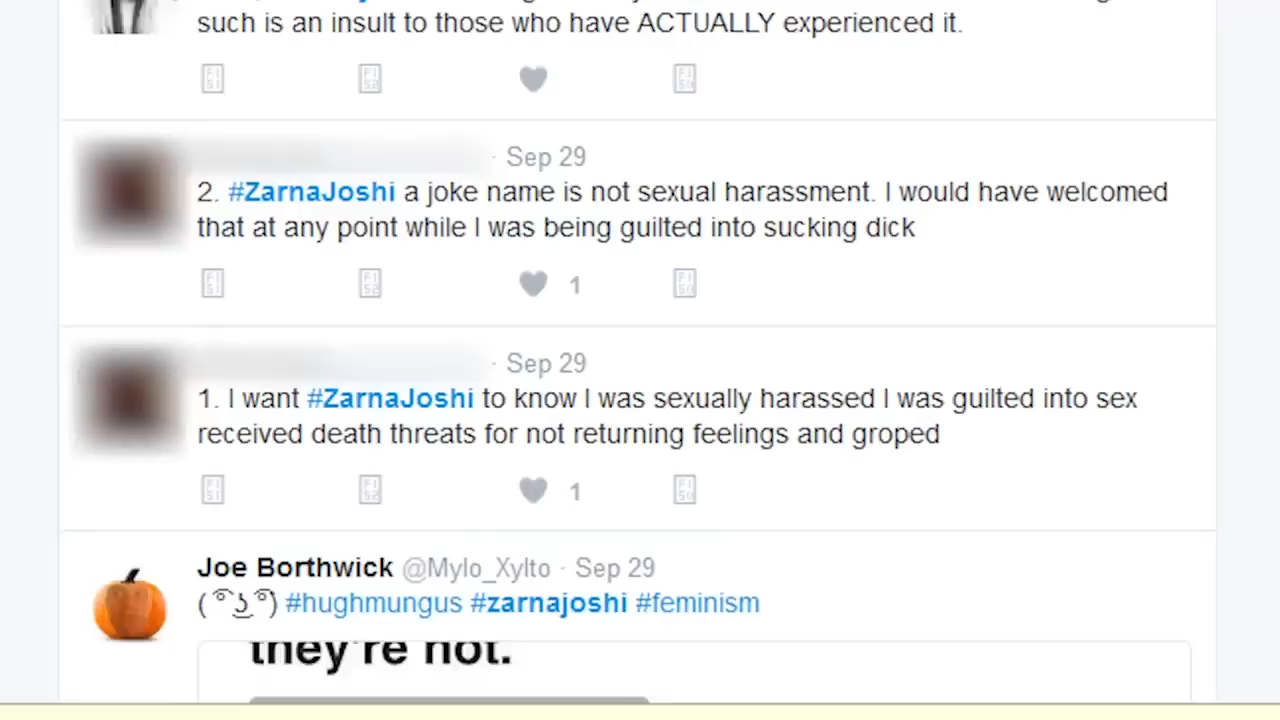 such is an insult to those who have ACTUALLY experienced it.
· Sep 29
2. #ZarnaJoshi a joke name is not sexual harassment. I would have welcomed
that at any point while I was being guilted into sucking dick
1
· Sep 29
1. I want #ZarnaJoshi to know I was sexually harassed I was guilted into sex
received death threats for not returning feelings and groped
1
Joe Borthwick @Mylo_Xylto · Sep 29
( ͡° ͜ʖ ͡°) #hughmungus #zarnajoshi #feminism
they're not.